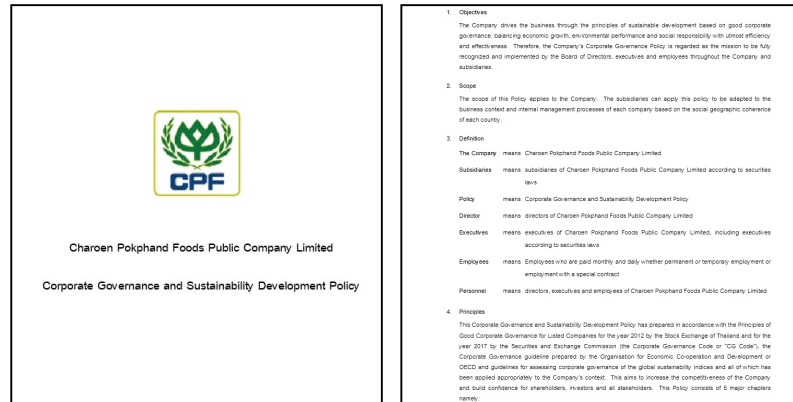 CPF
Charoen Pokphand Foods Public Company Limited
Corporate Governance and Sustainability Development Policy
1. Objectives
The Company drives the business through the principles of sustainable development based on good corporate
governance, balancing economic growth, environmental performance and social responsibility with utmost efficiency
and effectiveness. Therefore, the Company's Corporate Governance Policy is regarded as the mission to be fully
recognized and implemented by the Board of Directors, executives and employees throughout the Company and
subsidiaries.
2. Scope
The scope of this Policy applies to the Company. The subsidiaries can apply this policy to be adapted to the
business context and internal management processes of each company based on the social geographic coherence
of each country.
3. Definition
The Company means Charoen Pokphand Foods Public Company Limited
Subsidiaries means subsidiaries of Charoen Pokphand Foods Public Company Limited according to securities
laws
Policy means Corporate Governance and Sustainability Development Policy
Director means directors of Charoen Pokphand Foods Public Company Limited
Executives means executives of Charoen Pokphand Foods Public Company Limited, including executives
according to securities laws
Employees means Employees who are paid monthly and daily whether permanent or temporary employment or
employment with a special contract
Personnel means directors, executives and employees of Charoen Pokphand Foods Public Company Limited
4. Principles
This Corporate Governance and Sustainability Development Policy has prepared in accordance with the Principles of
Good Corporate Governance for Listed Companies for the year 2012 by the Stock Exchange of Thailand and for the
year 2017 by the Securities and Exchange Commission (the Corporate Governance Code or "CG Code"), the
Corporate Governance guideline prepared by the Organisation for Economic Co-operation and Development or
OECD and guidelines for assessing corporate governance of the global sustainability indices and all of which has
been applied appropriately to the Company's context. This aims to increase the competitiveness of the Company
and build confidence for shareholders, investors and all stakeholders. This Policy consists of 5 major chapters
namely: